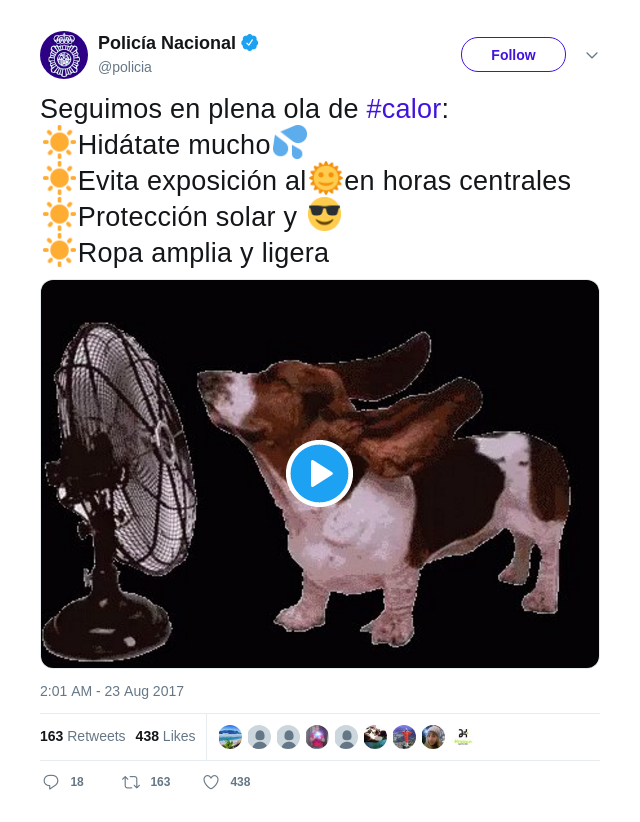 Policía Nacional
@policia
Follow
Seguimos en plena ola de #calor:
☀️Hidátate mucho💦
☀️Evita exposición al🌞en horas centrales
☀️Protección solar y 😎
☀️Ropa amplia y ligera
2:01 AM - 23 Aug 2017
163 Retweets 438 Likes
18 163 438